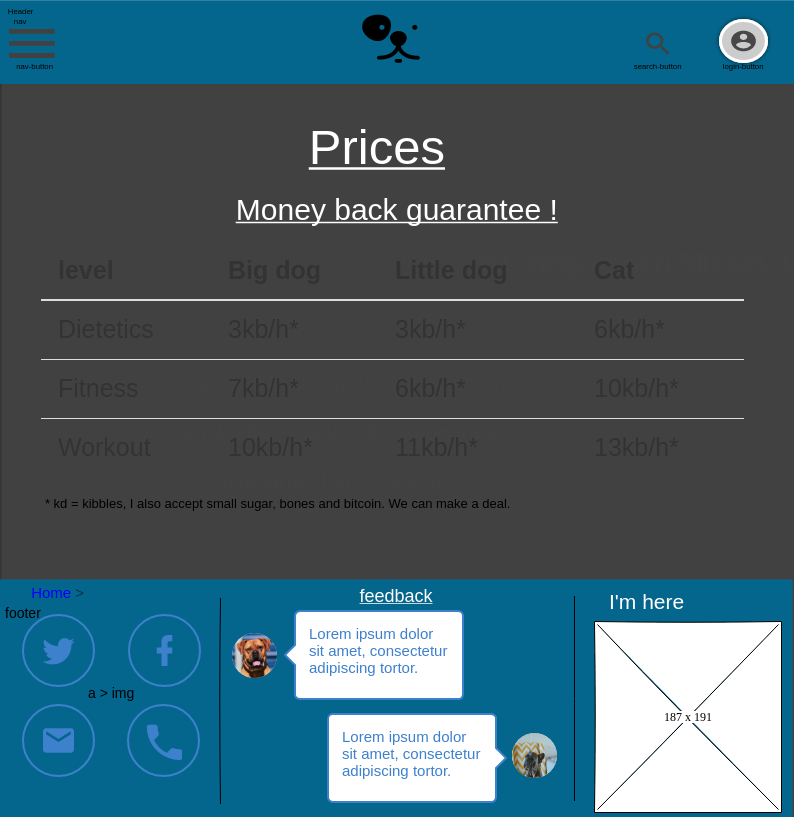 Header
nav
nav-button
search-button
login-button
Prices
Money back guarantee !
level Big dog Little dog Cat
Dietetics 3kb/h* 3kb/h* 6kb/h*
Fitness 7kb/h* 6kb/h* 10kb/h*
Workout 10kb/h* 11kb/h* 13kb/h*
* kd = kibbles, I also accept small sugar, bones and bitcoin. We can make a deal.
Home >
footer
a > img
feedback
Lorem ipsum dolor
sit amet, consectetur
adipiscing tortor.
Lorem ipsum dolor
sit amet, consectetur
adipiscing tortor.
I'm here
187 x 191